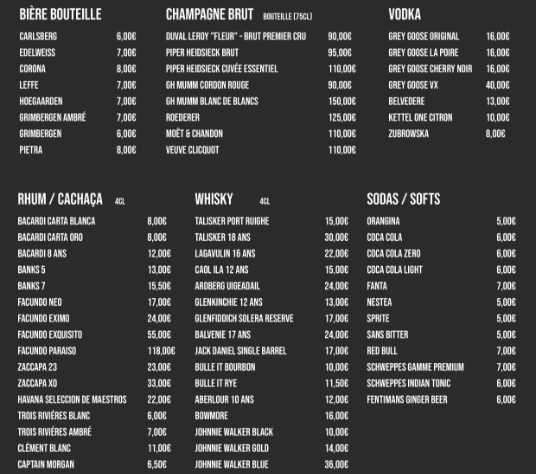 BIÈRE BOUTEILLE
CARLSBERG 6,00€
EDELWEISS 7,00€
CORONA 8,00€
LEFFE 7,00€
HOEGAARDEN 7,00€
GRIMBERGEN AMBRÉ 7,00€
GRIMBERGEN 6,00€
PIETRA 8,00€
CHAMPAGNE BRUT BOUTEILLE (75CL)
DUVAL LEROY "FLEUR" - BRUT PREMIER CRU 90,00€
PIPER HEIDSIECK BRUT 95,00€
PIPER HEIDSIECK CUVÉE ESSENTIEL 110,00€
GH MUMM CORDON ROUGE 90,00€
GH MUMM BLANC DE BLANCS 150,00€
ROEDERER 125,00€
MOËT & CHANDON 110,00€
VEUVE CLICQUOT 110,00€
VODKA
GREY GOOSE ORIGINAL 16,00€
GREY GOOSE LA POIRE 16,00€
GREY GOOSE CHERRY NOIR 16,00€
GREY GOOSE VX 40,00€
BELVEDERE 13,00€
KETTEL ONE CITRON 10,00€
ZUBROWSKA 8,00€
RHUM / CACHAÇA 4CL
BACARDI CARTA BLANCA 8,00€
BACARDI CARTA ORO 8,00€
BACARDI 8 ANS 12,00€
BANKS 5 13,00€
BANKS 7 15,50€
FACUNDO NEO 17,00€
FACUNDO EXIMO 24,00€
FACUNDO EXQUISITO 55,00€
FACUNDO PARAISO 118,00€
ZACCAPA 23 23,00€
ZACCAPA XO 33,00€
HAVANA SELECCION DE MAESTROS 22,00€
TROIS RIVIÉRES BLANC 6,00€
TROIS RIVIÉRES AMBRÉ 7,00€
CLÉMENT BLANC 11,00€
CAPTAIN MORGAN 6,50€
WHISKY 4CL
TALISKER PORT RUIGHE 15,00€
TALISKER 18 ANS 30,00€
LAGAVULIN 16 ANS 22,00€
CAOL ILA 12 ANS 15,00€
ARDBERG UIGEADAIL 24,00€
GLENKINCHIE 12 ANS 13,00€
GLENFIDDICH SOLERA RESERVE 17,00€
BALVENIE 17 ANS 24,00€
JACK DANIEL SINGLE BARREL 17,00€
BULLE IT BOURBON 10,00€
BULLE IT RYE 11,50€
ABERLOUR 10 ANS 12,00€
BOWMORE 16,00€
JOHNNIE WALKER BLACK 10,00€
JOHNNIE WALKER GOLD 14,00€
JOHNNIE WALKER BLUE 36,00€
SODAS / SOFTS
ORANGINA 5,00€
COCA COLA 6,00€
COCA COLA ZERO 6,00€
COCA COLA LIGHT 6,00€
FANTA 7,00€
NESTEA 5,00€
SPRITE 5,00€
SANS BITTER 5,00€
RED BULL 7,00€
SCHWEPPES GAMME PREMIUM 7,00€
SCHWEPPES INDIAN TONIC 6,00€
FENTIMANS GINGER BEER 6,00€